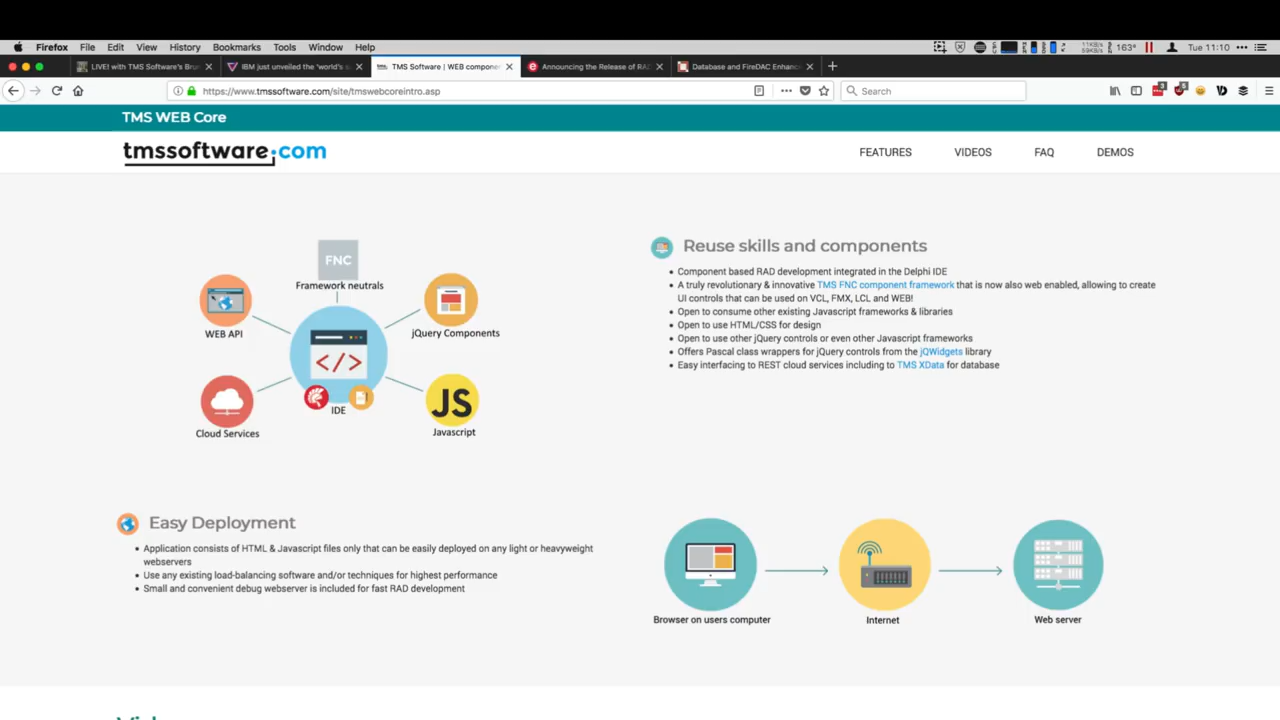 Firefox File Edit View History Bookmarks Tools Window Help 163° Tue 11:10
LIVE! with TMS Software's Bru
IBM just unveiled the 'world's s
TMS Software | WEB compone
Announcing the Release of RA
Database and FireDAC Enhanc
https://www.tmssoftware.com/site/tmswebcoreintro.asp
Search
TMS WEB Core
tmssoftware.com
FEATURES VIDEOS FAQ DEMOS
FNC
Framework neutrals
WEB API
jQuery Components
</>
IDE
JS
Cloud Services
Javascript
Reuse skills and components
• Component based RAD development integrated in the Delphi IDE
• A truly revolutionary & innovative TMS FNC component framework that is now also web enabled, allowing to create
UI controls that can be used on VCL, FMX, LCL and WEB!
• Open to consume other existing Javascript frameworks & libraries
• Open to use HTML/CSS for design
• Open to use other jQuery controls or even other Javascript frameworks
• Offers Pascal class wrappers for jQuery controls from the jQWidgets library
• Easy interfacing to REST cloud services including to TMS XData for database
Easy Deployment
• Application consists of HTML & Javascript files only that can be easily deployed on any light or heavyweight
webservers
• Use any existing load-balancing software and/or techniques for highest performance
• Small and convenient debug webserver is included for fast RAD development
Browser on users computer
Internet
Web server